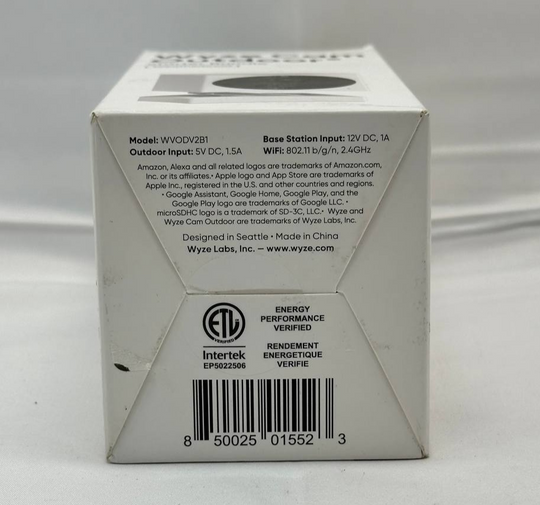 Wyze Cam
Outdoor
Model: WVODV2B1 Base Station Input: 12V DC, 1A
Outdoor Input: 5V DC, 1.5A WiFi: 802.11 b/g/n, 2.4GHz
Amazon, Alexa and all related logos are trademarks of Amazon.com,
Inc. or its affiliates.• Apple logo and App Store are trademarks of
Apple Inc., registered in the U.S. and other countries and regions.
• Google Assistant, Google Home, Google Play, and the
Google Play logo are trademarks of Google LLC. •
microSDHC logo is a trademark of SD-3C, LLC.• Wyze and
Wyze Cam Outdoor are trademarks of Wyze Labs, Inc.
Designed in Seattle • Made in China
Wyze Labs, Inc. — www.wyze.com
ETL
VERIFIED
Intertek
EP5022506
ENERGY
PERFORMANCE
VERIFIED
RENDEMENT
ENERGETIQUE
VERIFIE
8 50025 01552 3